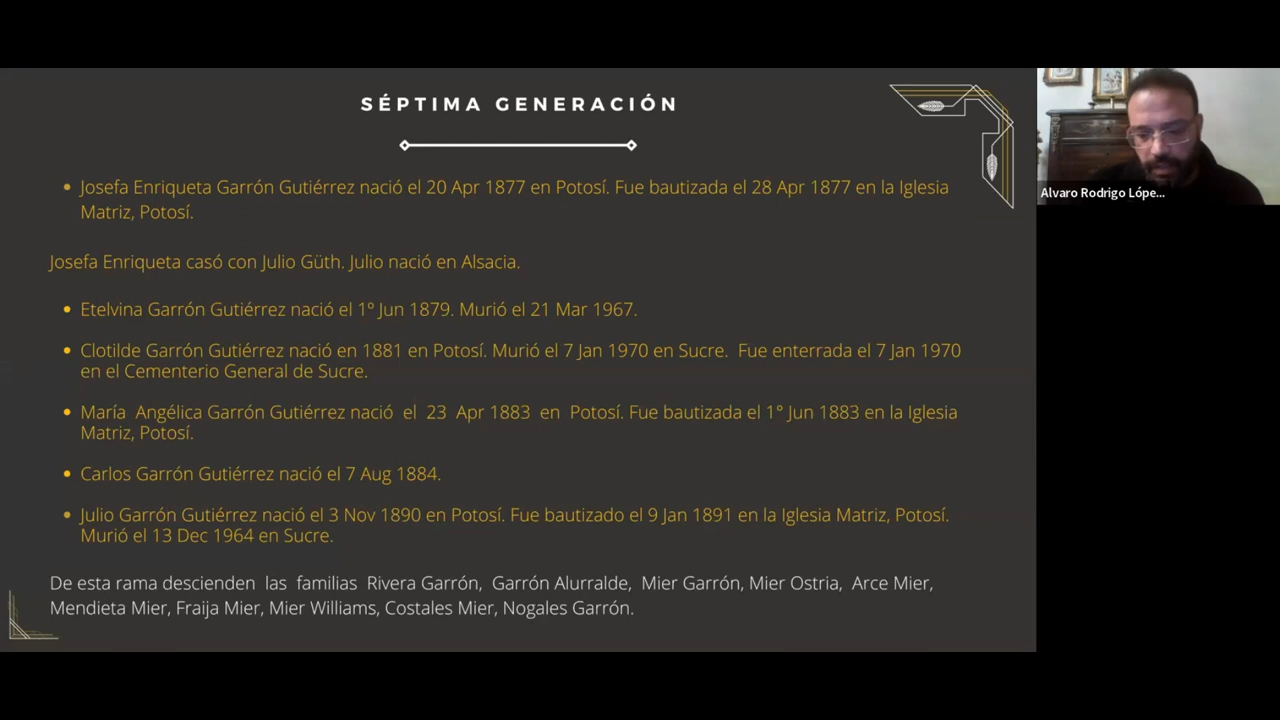 SÉPTIMA GENERACIÓN
Josefa Enriqueta Garrón Gutiérrez nació el 20 Apr 1877 en Potosí. Fue bautizada el 28 Apr 1877 en la Iglesia
Matriz, Potosí.
Josefa Enriqueta casó con Julio Güth. Julio nació en Alsacia.
Etelvina Garrón Gutiérrez nació el 1º Jun 1879. Murió el 21 Mar 1967.
Clotilde Garrón Gutiérrez nació en 1881 en Potosí. Murió el 7 Jan 1970 en Sucre. Fue enterrada el 7 Jan 1970
en el Cementerio General de Sucre.
María Angélica Garrón Gutiérrez nació el 23 Apr 1883 en Potosí. Fue bautizada el 1° Jun 1883 en la Iglesia
Matriz, Potosí.
Carlos Garrón Gutiérrez nació el 7 Aug 1884.
Julio Garrón Gutiérrez nació el 3 Nov 1890 en Potosí. Fue bautizado el 9 Jan 1891 en la Iglesia Matriz, Potosí.
Murió el 13 Dec 1964 en Sucre.
De esta rama descienden las familias Rivera Garrón, Garrón Alurralde, Mier Garrón, Mier Ostria, Arce Mier,
Mendieta Mier, Fraija Mier, Mier Williams, Costales Mier, Nogales Garrón.
Alvaro Rodrigo Lópe...